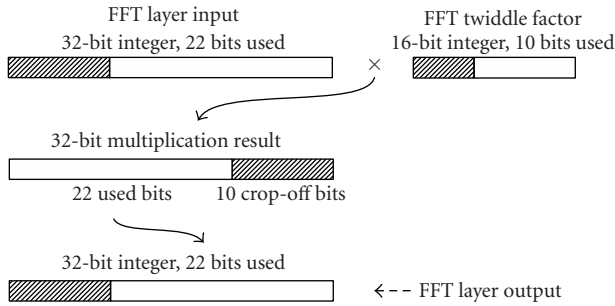 FFT layer input
32-bit integer, 22 bits used
FFT twiddle factor
16-bit integer, 10 bits used
×
32-bit multiplication result
22 used bits
10 crop-off bits
32-bit integer, 22 bits used
FFT layer output